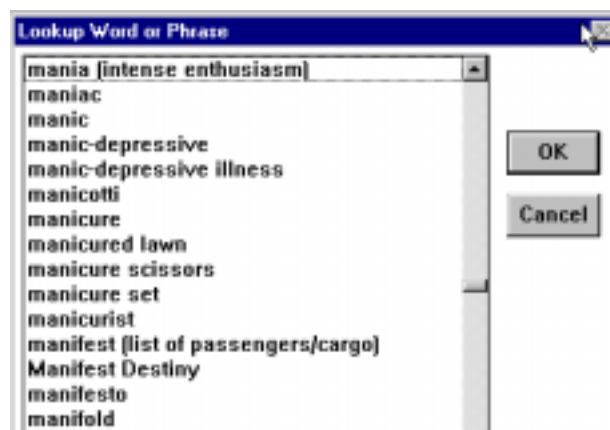 Lookup Word or Phrase
mania (intense enthusiasm)
maniac
manic
manic-depressive
manic-depressive illness
manicotti
manicure
manicured lawn
manicure scissors
manicure set
manicurist
manifest (list of passengers/cargo)
Manifest Destiny
manifesto
manifold
OK
Cancel